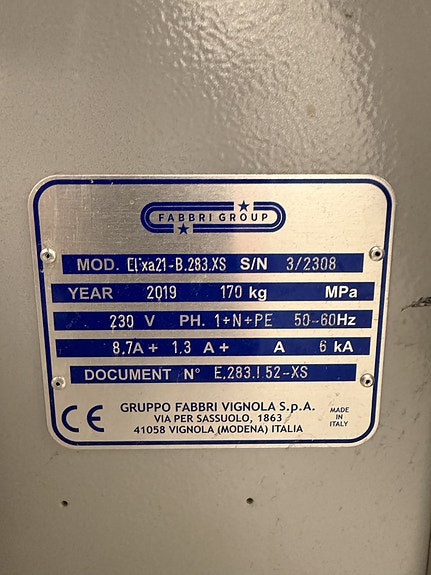 FABBRI GROUP
MOD. Elixa21-B.283.XS S/N 3/2308
YEAR 2019 170 kg MPa
230 V PH. 1+N+PE 50-60Hz
8,7A + 1,3 A + A 6 kA
DOCUMENT N° E.283.I.52-XS
CE
GRUPPO FABBRI VIGNOLA S.p.A.
VIA PER SASSUOLO, 1863
41058 VIGNOLA (MODENA) ITALIA
MADE
IN
ITALY